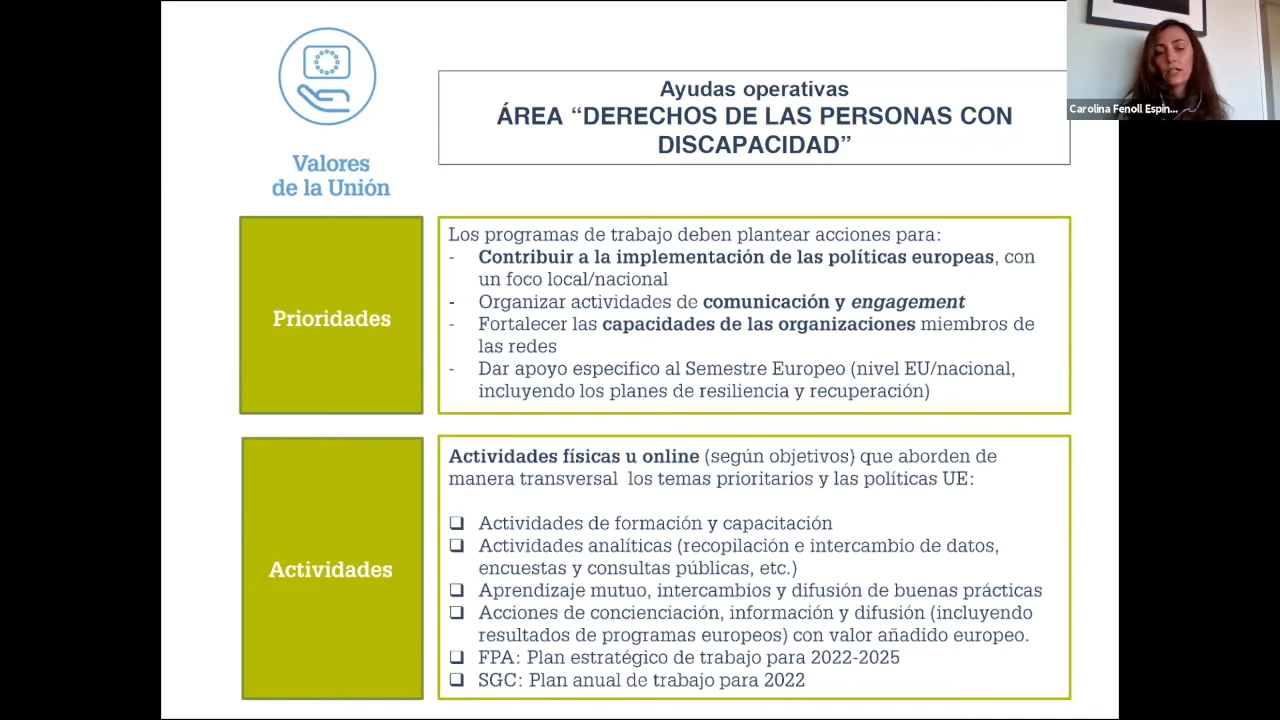 Carolina Fenoll Espin...
Ayudas operativas
ÁREA “DERECHOS DE LAS PERSONAS CON
DISCAPACIDAD”
Valores
de la Unión
Prioridades
Los programas de trabajo deben plantear acciones para:
- Contribuir a la implementación de las políticas europeas, con
un foco local/nacional
- Organizar actividades de comunicación y engagement
- Fortalecer las capacidades de las organizaciones miembros de
las redes
- Dar apoyo especifico al Semestre Europeo (nivel EU/nacional,
incluyendo los planes de resiliencia y recuperación)
Actividades
Actividades físicas u online (según objetivos) que aborden de
manera transversal los temas prioritarios y las políticas UE:
❑ Actividades de formación y capacitación
❑ Actividades analíticas (recopilación e intercambio de datos,
encuestas y consultas públicas, etc.)
❑ Aprendizaje mutuo, intercambios y difusión de buenas prácticas
❑ Acciones de concienciación, información y difusión (incluyendo
resultados de programas europeos) con valor añadido europeo.
❑ FPA: Plan estratégico de trabajo para 2022-2025
❑ SGC: Plan anual de trabajo para 2022